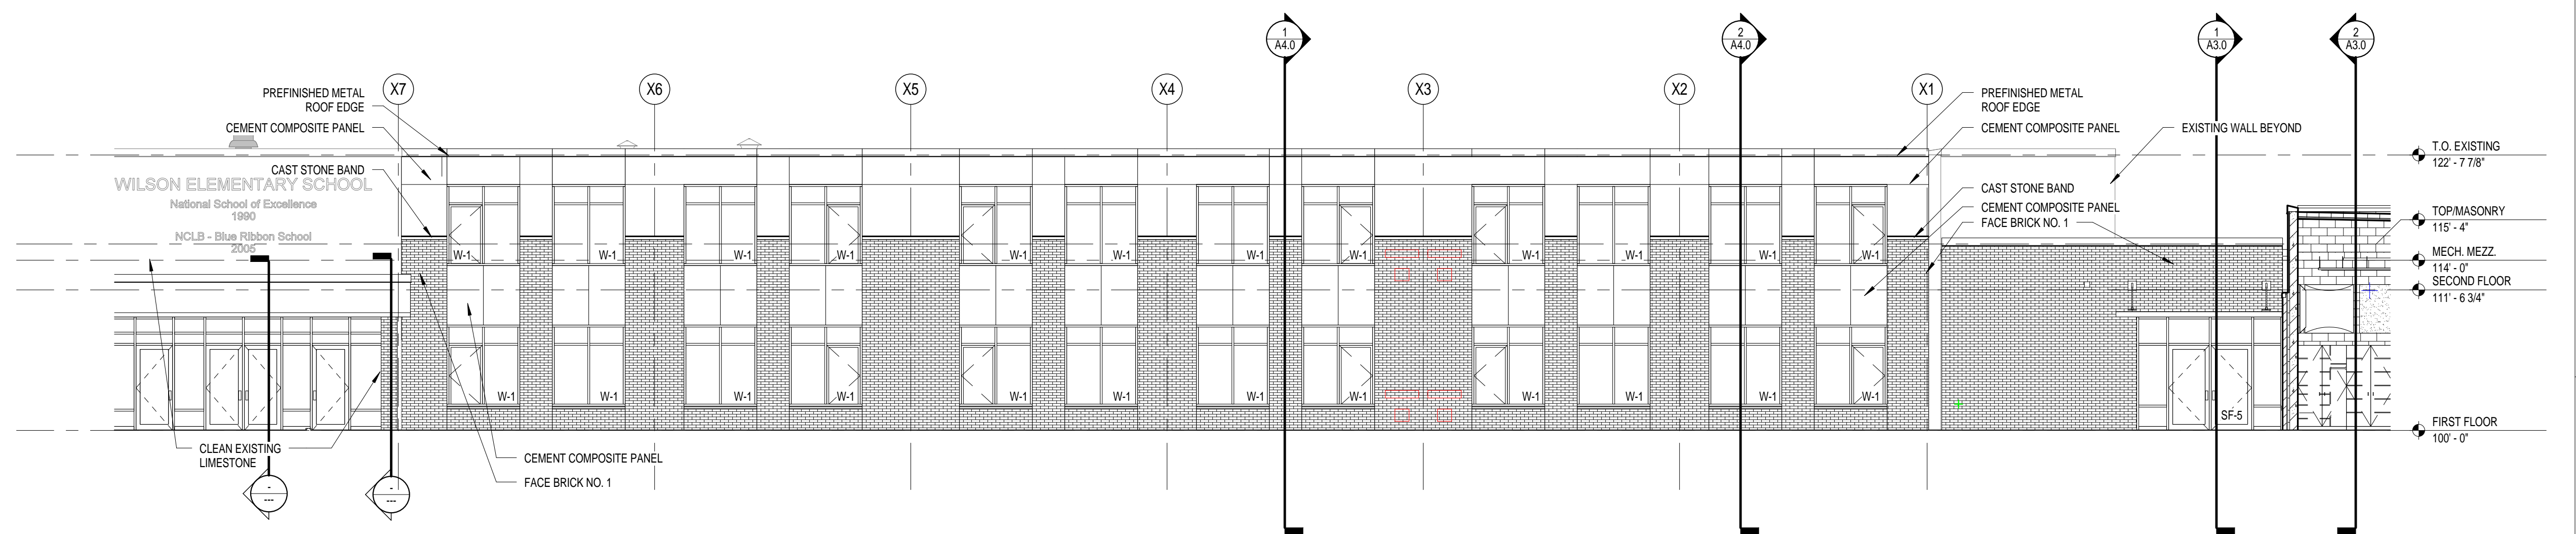 1
A4.0
2
A4.0
1
A3.0
2
A3.0
X7
X6
X5
X4
X3
X2
X1
PREFINISHED METAL
ROOF EDGE
CEMENT COMPOSITE PANEL
CAST STONE BAND
WILSON ELEMENTARY SCHOOL
National School of Excellence
1990
NCLB - Blue Ribbon School
2005
PREFINISHED METAL
ROOF EDGE
CEMENT COMPOSITE PANEL
EXISTING WALL BEYOND
CAST STONE BAND
CEMENT COMPOSITE PANEL
FACE BRICK NO. 1
T.O. EXISTING
122' - 7 7/8"
TOP/MASONRY
115' - 4"
MECH. MEZZ.
114' - 0"
SECOND FLOOR
111' - 6 3/4"
W-1 W-1 W-1 W-1 W-1 W-1 W-1 W-1 W-1 W-1 W-1 W-1
W-1 W-1 W-1 W-1 W-1 W-1 W-1 W-1 W-1 W-1 W-1 W-1
SF-5
FIRST FLOOR
100' - 0"
CLEAN EXISTING
LIMESTONE
CEMENT COMPOSITE PANEL
FACE BRICK NO. 1
-
---
-
---